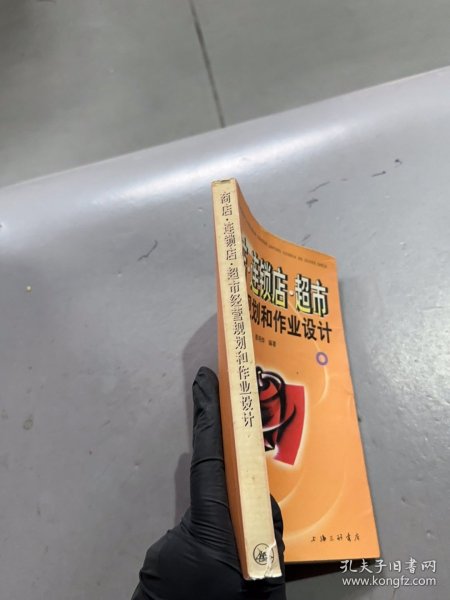 商店·连锁店·超市经营规划和作业设计
连锁店·超市
划和作业设计
编著
上海三联书店
孔夫子旧书网
www.kongfz.com